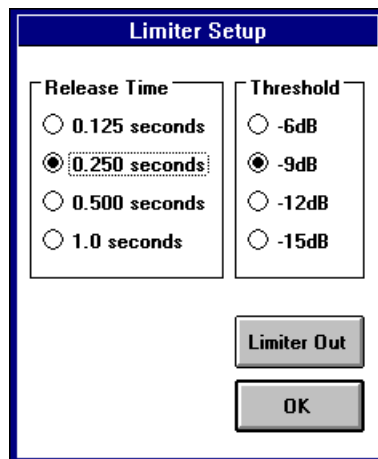 Limiter Setup
Release Time
0.125 seconds
0.250 seconds
0.500 seconds
1.0 seconds
Threshold
-6dB
-9dB
-12dB
-15dB
Limiter Out
OK